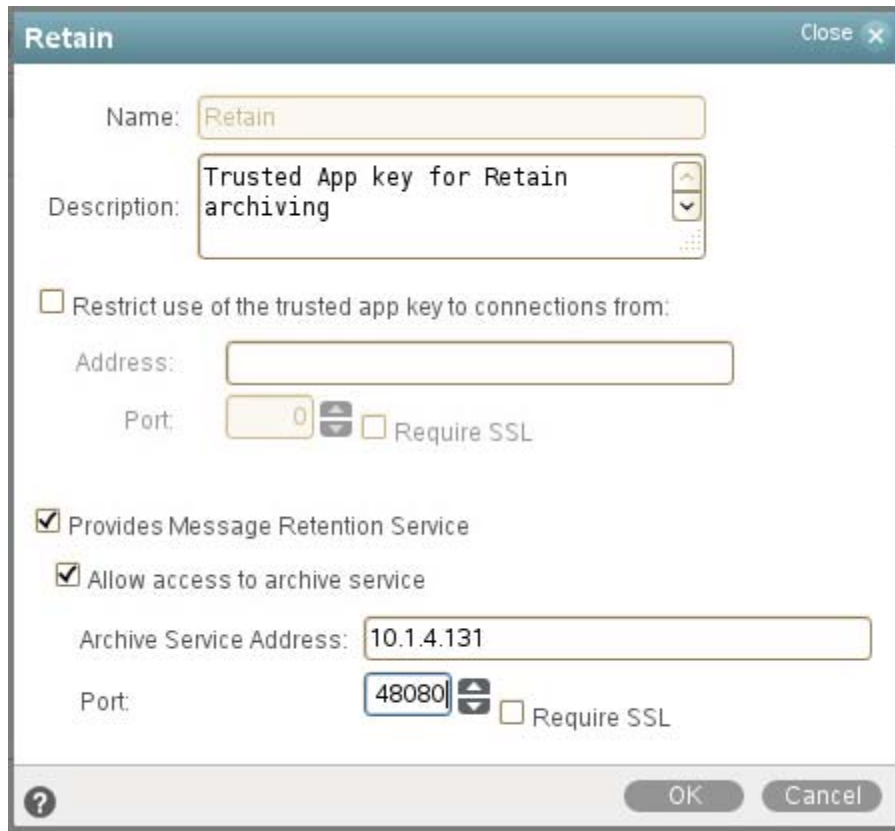 Retain
Close
Name: Retain
Description: Trusted App key for Retain
archiving
Restrict use of the trusted app key to connections from:
Address:
Port: 0 Require SSL
Provides Message Retention Service
Allow access to archive service
Archive Service Address: 10.1.4.131
Port: 48080 Require SSL
? OK Cancel